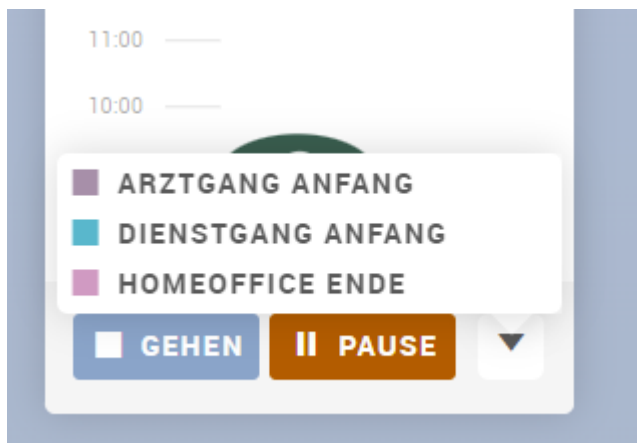 11:00
10:00
ARZTGANG ANFANG
DIENSTGANG ANFANG
HOMEOFFICE ENDE
GEHEN PAUSE